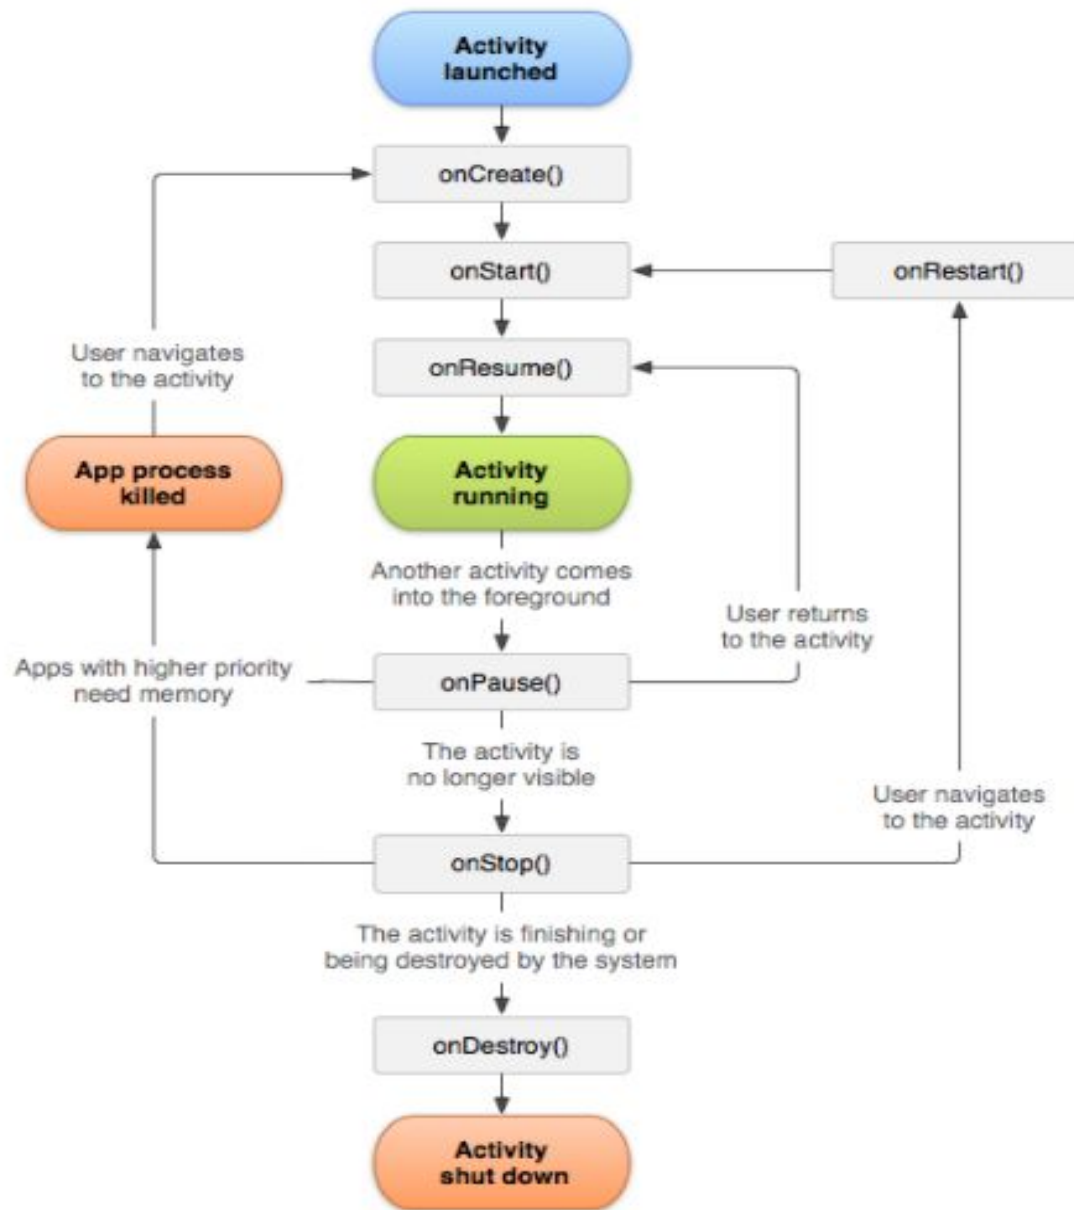 Activity
launched
onCreate()
onStart()
onRestart()
User navigates
to the activity
onResume()
App process
killed
Activity
running
Another activity comes
into the foreground
User returns
to the activity
Apps with higher priority
need memory
onPause()
The activity is
no longer visible
User navigates
to the activity
onStop()
The activity is finishing or
being destroyed by the system
onDestroy()
Activity
shut down